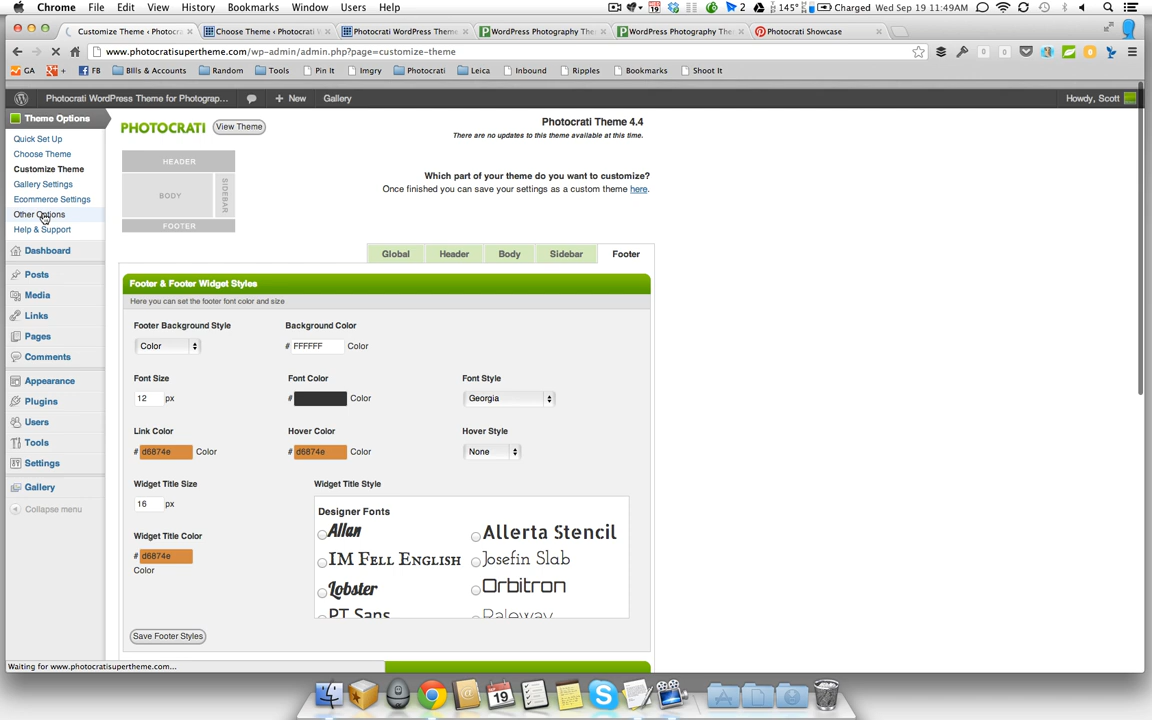 Chrome File Edit View History Bookmarks Window Users Help 19 2 145° Charged Wed Sep 19 11:49AM
Customize Theme ‹ Photocrati Choose Theme ‹ Photocrati W Photocrati WordPress Theme WordPress Photography The WordPress Photography The Photocrati Showcase
www.photocratisupertheme.com/wp-admin/admin.php?page=customize-theme
GA FB Bills & Accounts Random Tools Pin It Imgry Photocrati Leica Inbound Ripples Bookmarks Shoot It
Photocrati WordPress Theme for Photograp... + New Gallery Howdy, Scott
Theme Options
Quick Set Up
Choose Theme
Customize Theme
Gallery Settings
Ecommerce Settings
Other Options
Help & Support
Dashboard
Posts
Media
Links
Pages
Comments
Appearance
Plugins
Users
Tools
Settings
Gallery
Collapse menu
PHOTOCRATI View Theme
Photocrati Theme 4.4
There are no updates to this theme available at this time.
HEADER
BODY
SIDEBAR
FOOTER
Which part of your theme do you want to customize?
Once finished you can save your settings as a custom theme here.
Global Header Body Sidebar Footer
Footer & Footer Widget Styles
Here you can set the footer font color and size
Footer Background Style Background Color
Color # FFFFFF Color
Font Size Font Color Font Style
12 px # Color Georgia
Link Color Hover Color Hover Style
# d6874e Color # d6874e Color None
Widget Title Size Widget Title Style
16 px
Widget Title Color
# d6874e
Color
Designer Fonts
Allan Allerta Stencil
IM Fell English Josefin Slab
Lobster Orbitron
PT Sans Raleway
Save Footer Styles
Waiting for www.photocratisupertheme.com...
19